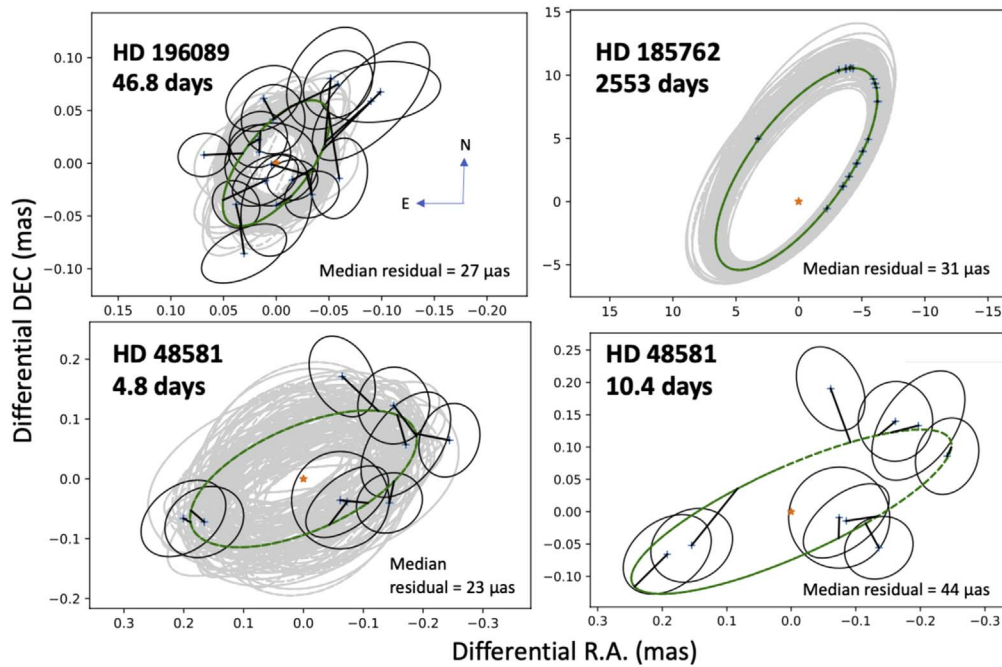 HD 196089
46.8 days
0.10
0.05
0.00
−0.05
−0.10
N
E
Median residual = 27 μas
0.15 0.10 0.05 0.00 −0.05 −0.10 −0.15 −0.20
HD 185762
2553 days
10
5
0
−5
Median residual = 31 μas
15 10 5 0 −5 −10 −15
Differential DEC (mas)
HD 48581
4.8 days
0.2
0.1
0.0
−0.1
−0.2
Median
residual = 23 μas
0.3 0.2 0.1 0.0 −0.1 −0.2 −0.3
HD 48581
10.4 days
0.25
0.20
0.15
0.10
0.05
0.00
−0.05
−0.10
Median residual = 44 μas
0.3 0.2 0.1 0.0 −0.1 −0.2 −0.3
Differential R.A. (mas)